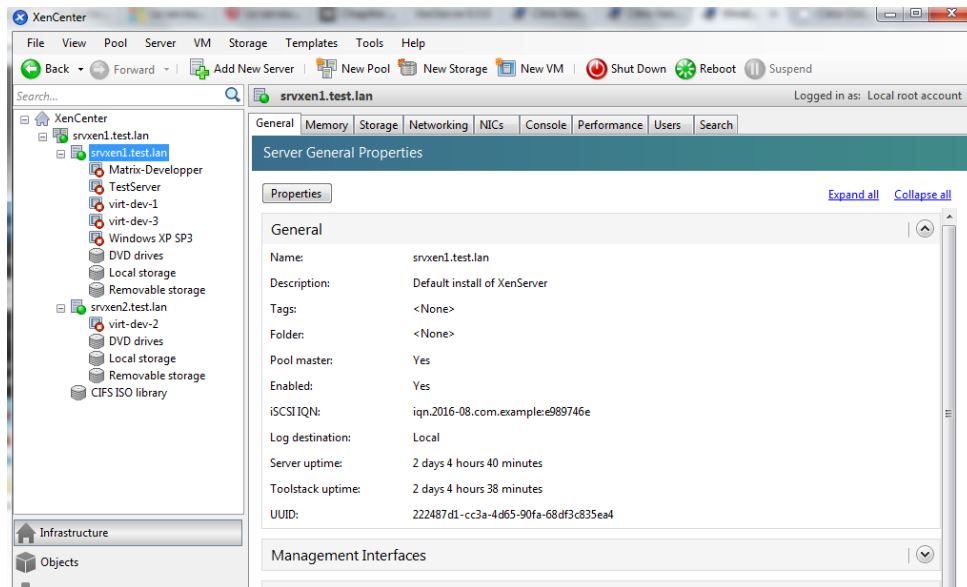 XenCenter
File View Pool Server VM Storage Templates Tools Help
Back Forward Add New Server New Pool New Storage New VM Shut Down Reboot Suspend
Search...
srvxen1.test.lan Logged in as: Local root account
XenCenter
srvxen1.test.lan
srvxen1.test.lan
Matrix-Developper
TestServer
virt-dev-1
virt-dev-3
Windows XP SP3
DVD drives
Local storage
Removable storage
srvxen2.test.lan
virt-dev-2
DVD drives
Local storage
Removable storage
CIFS ISO library
Infrastructure
Objects
General Memory Storage Networking NICs Console Performance Users Search
Server General Properties
Properties Expand all Collapse all
General
Name: srvxen1.test.lan
Description: Default install of XenServer
Tags: <None>
Folder: <None>
Pool master: Yes
Enabled: Yes
iSCSI IQN: iqn.2016-08.com.example:e989746e
Log destination: Local
Server uptime: 2 days 4 hours 40 minutes
Toolstack uptime: 2 days 4 hours 38 minutes
UUID: 222487d1-cc3a-4d65-90fa-68df3c835ea4
Management Interfaces